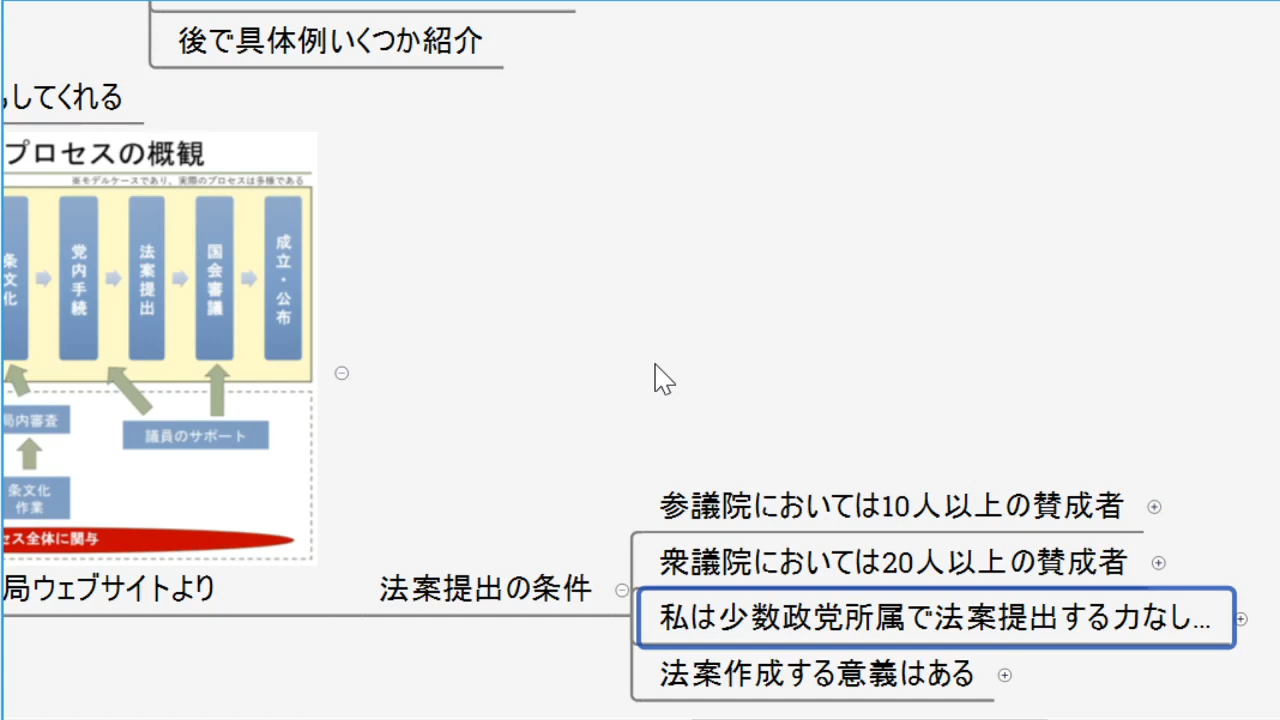 後で具体例いくつか紹介
してくれる
プロセスの概観
※モデルケースであり、実際のプロセスは多様である
条文化
党内手続
法案提出
国会審議
成立・公布
局内審査
議員のサポート
条文化
作業
セス全体に関与
局ウェブサイトより
法案提出の条件
参議院においては10人以上の賛成者
衆議院においては20人以上の賛成者
私は少数政党所属で法案提出する力なし...
法案作成する意義はある